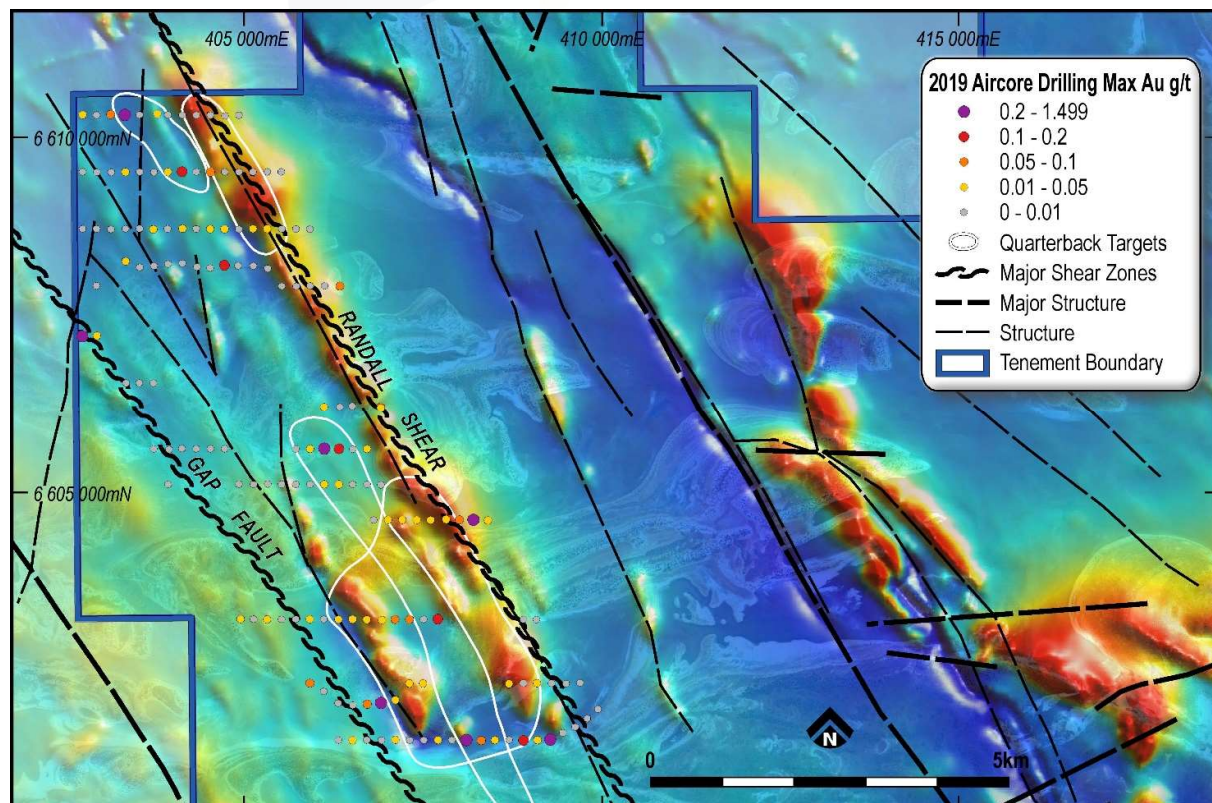 405 000mE
410 000mE
415 000mE
6 610 000mN
6 605 000mN
2019 Aircore Drilling Max Au g/t
0.2 - 1.499
0.1 - 0.2
0.05 - 0.1
0.01 - 0.05
0 - 0.01
Quarterback Targets
Major Shear Zones
Major Structure
Structure
Tenement Boundary
RANDALL SHEAR
GAP FAULT
N
0
5km